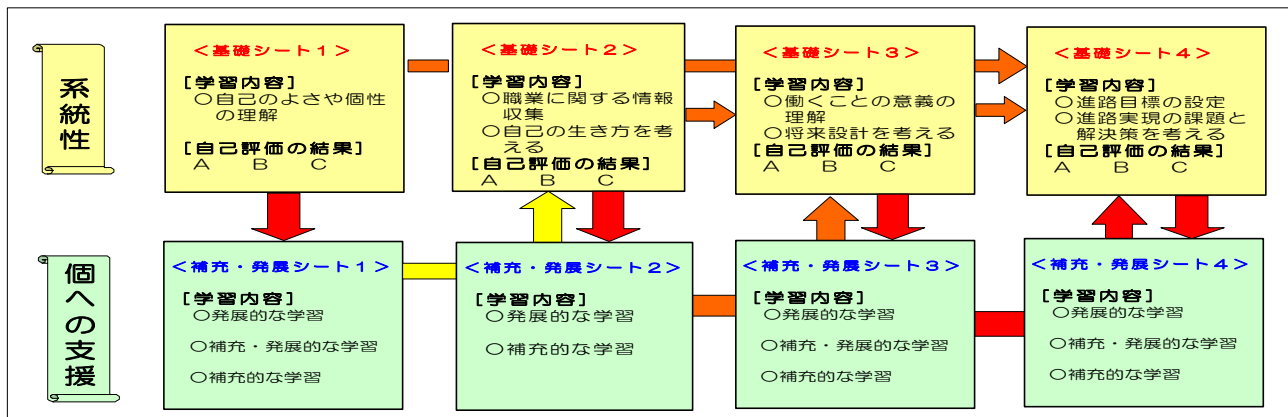 系統性
＜基礎シート１＞
[学習内容]
○自己のよさや個性
の理解
[自己評価の結果]
Ａ　Ｂ　Ｃ
＜基礎シート２＞
[学習内容]
○職業に関する情報
収集
○自己の生き方を考え
る
[自己評価の結果]
Ａ　Ｂ　Ｃ
＜基礎シート３＞
[学習内容]
○働くことの意義の
理解
○将来設計を考える
[自己評価の結果]
Ａ　Ｂ　Ｃ
＜基礎シート４＞
[学習内容]
○進路目標の設定
○進路実現の課題と
解決策を考える
[自己評価の結果]
Ａ　Ｂ　Ｃ
個への支援
＜補充・発展シート１＞
[学習内容]
○発展的な学習
○補充・発展的な学習
○補充的な学習
＜補充・発展シート２＞
[学習内容]
○発展的な学習
○補充的な学習
＜補充・発展シート３＞
[学習内容]
○発展的な学習
○補充・発展的な学習
○補充的な学習
＜補充・発展シート４＞
[学習内容]
○発展的な学習
○補充・発展的な学習
○補充的な学習